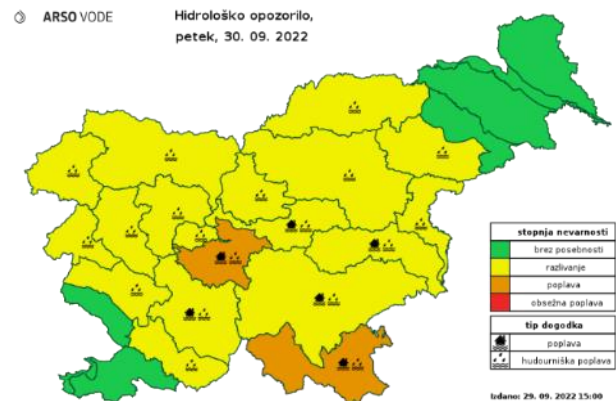 ARSO VODE
Hidrološko opozorilo,
petek, 30. 09. 2022
stopnja nevarnosti
brez posebnosti
razlivanje
poplava
obsežna poplava
tip dogodka
poplava
hudourniška poplava
Izdano: 29. 09. 2022 15:00